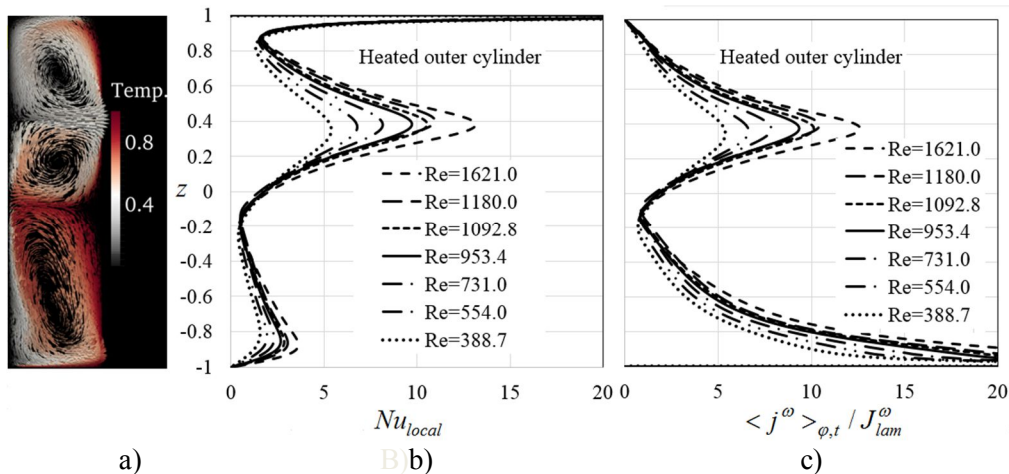 Temp.
0.8
0.4
1
0.8
0.6
0.4
0.2
z 0
-0.2
-0.4
-0.6
-0.8
-1
Heated outer cylinder
Re=1621.0
Re=1180.0
Re=1092.8
Re=953.4
Re=731.0
Re=554.0
Re=388.7
0 5 10 15 20
Nu_local
Heated outer cylinder
Re=1621.0
Re=1180.0
Re=1092.8
Re=953.4
Re=731.0
Re=554.0
Re=388.7
0 5 10 15 20
< j^ω >_φ,t / J^ω_lam
a) B) b) c)